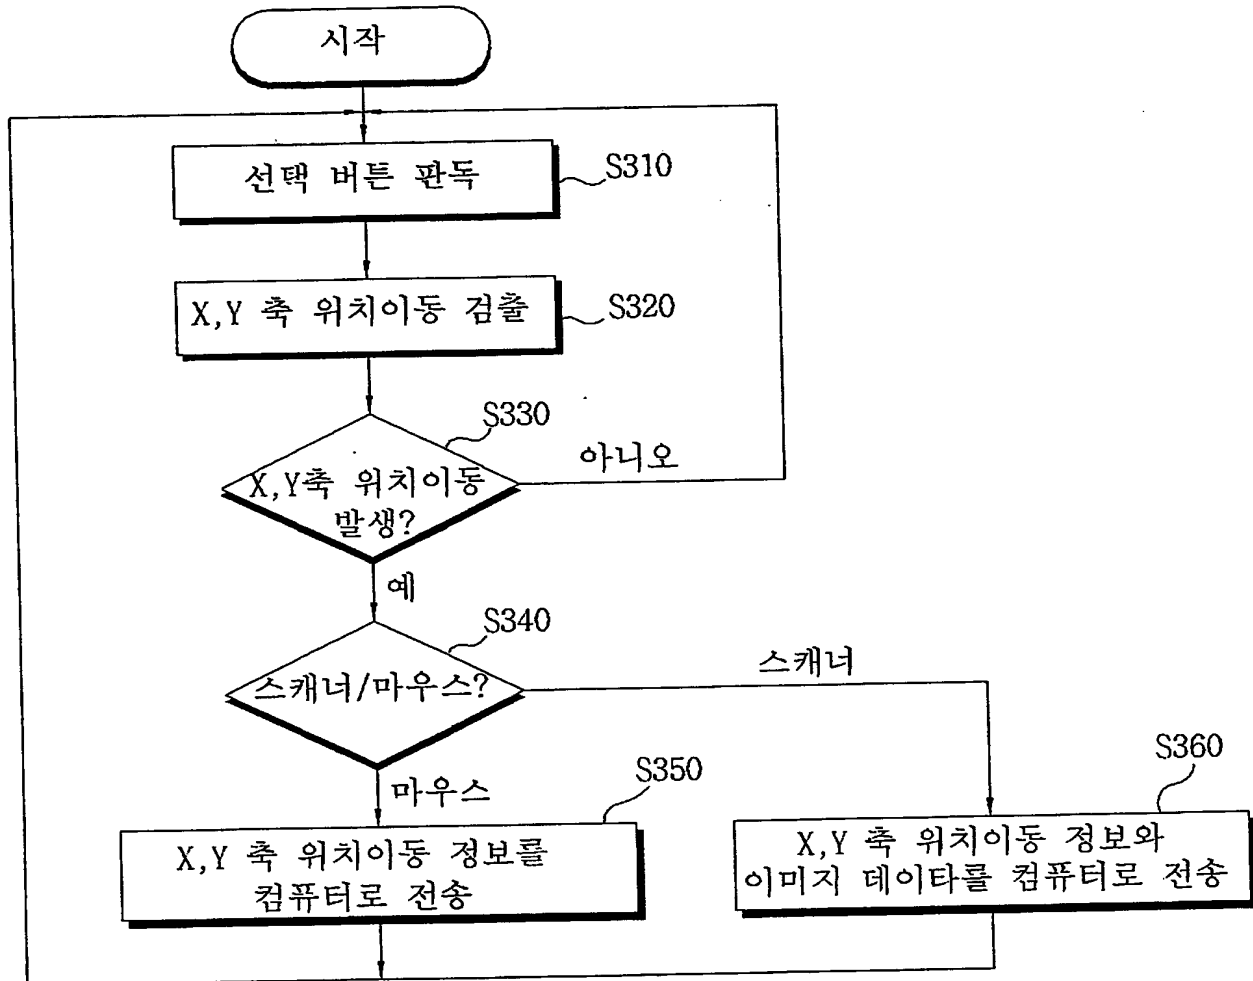 시작
선택 버튼 판독
S310
X,Y 축 위치이동 검출
S320
S330
X,Y축 위치이동
발생?
아니오
예
S340
스캐너/마우스?
스캐너
마우스
S350
X,Y 축 위치이동 정보를
컴퓨터로 전송
S360
X,Y 축 위치이동 정보와
이미지 데이타를 컴퓨터로 전송